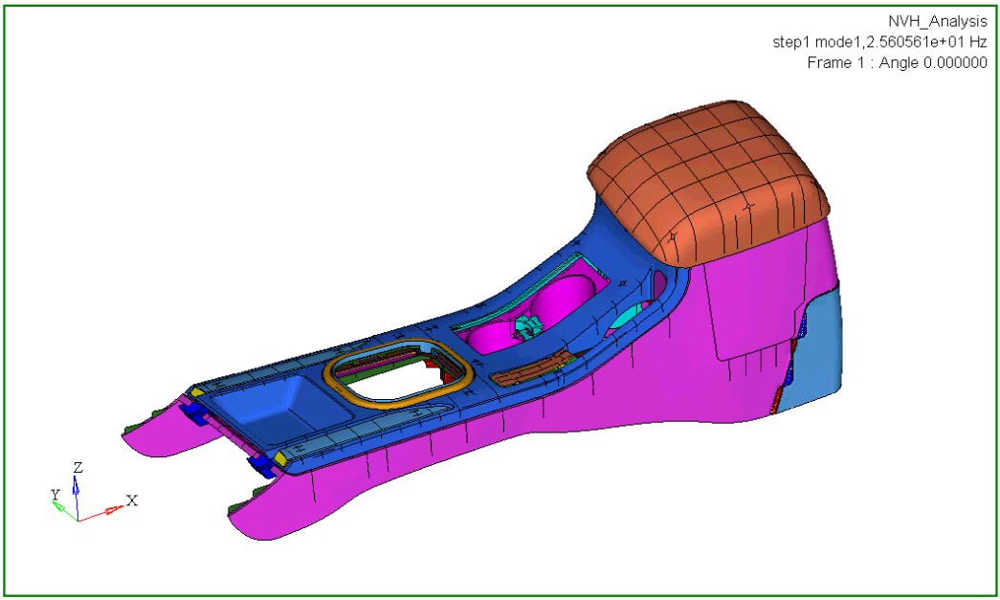 NVH_Analysis
step1 mode1,2.560561e+01 Hz
Frame 1 : Angle 0.000000
Z
Y
X